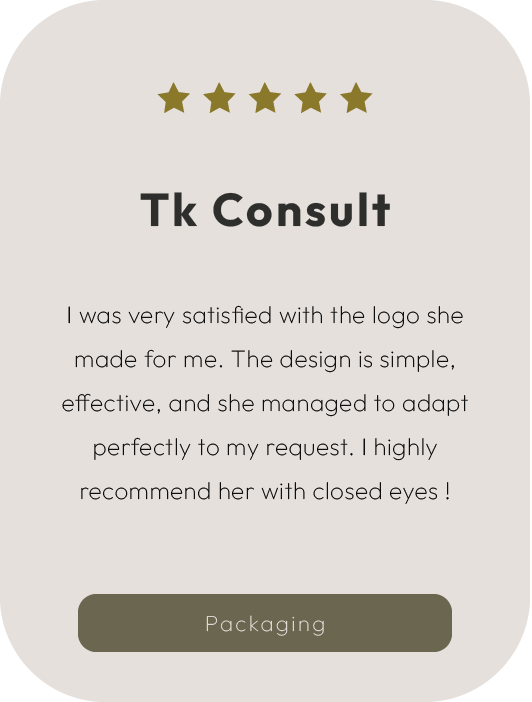 Tk Consult
I was very satisfied with the logo she
made for me. The design is simple,
effective, and she managed to adapt
perfectly to my request. I highly
recommend her with closed eyes !
Packaging